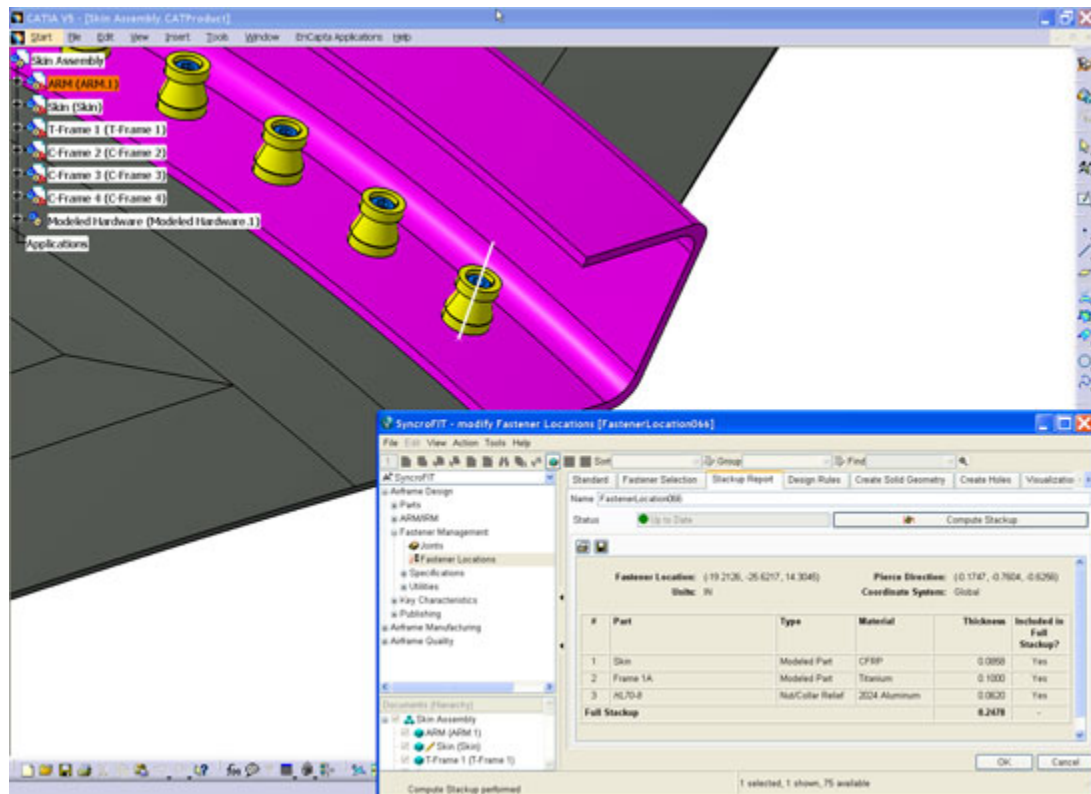 CATIA V5 - [Skin Assembly.CATProduct]
Start File Edit View Insert Tools Window EnCapta Applications Help
Skin Assembly
ARM (ARM.1)
Skin (Skin)
T-Frame 1 (T-Frame 1)
C-Frame 2 (C-Frame 2)
C-Frame 3 (C-Frame 3)
C-Frame 4 (C-Frame 4)
Modeled Hardware (Modeled Hardware.1)
Applications
SyncroFIT - modify Fastener Locations [FastenerLocation066]
File Edit View Action Tools Help
Sort Group Find
SyncroFIT
Airframe Design
Parts
ARM/IRM
Fastener Management
Joints
Fastener Locations
Specifications
Utilities
Key Characteristics
Publishing
Airframe Manufacturing
Airframe Quality
Documents (Hierarchy)
Skin Assembly
ARM (ARM.1)
Skin (Skin)
T-Frame 1 (T-Frame 1)
Standard Fastener Selection Stackup Report Design Rules Create Solid Geometry Create Holes Visualizatio
Name FastenerLocation066
Status Up to Date Compute Stackup
Fastener Location: (-19.2126, -25.6217, 14.3045) Pierce Direction: (-0.1747, -0.7604, -0.6256)
Units: IN Coordinate System: Global
# Part Type Material Thickness Included in Full Stackup?
1 Skin Modeled Part CFRP 0.0858 Yes
2 Frame 1A Modeled Part Titanium 0.1000 Yes
3 HL70-8 Nut/Collar Relief 2024 Aluminum 0.0620 Yes
Full Stackup 0.2478 -
OK Cancel
Compute Stackup performed
1 selected, 1 shown, 75 available